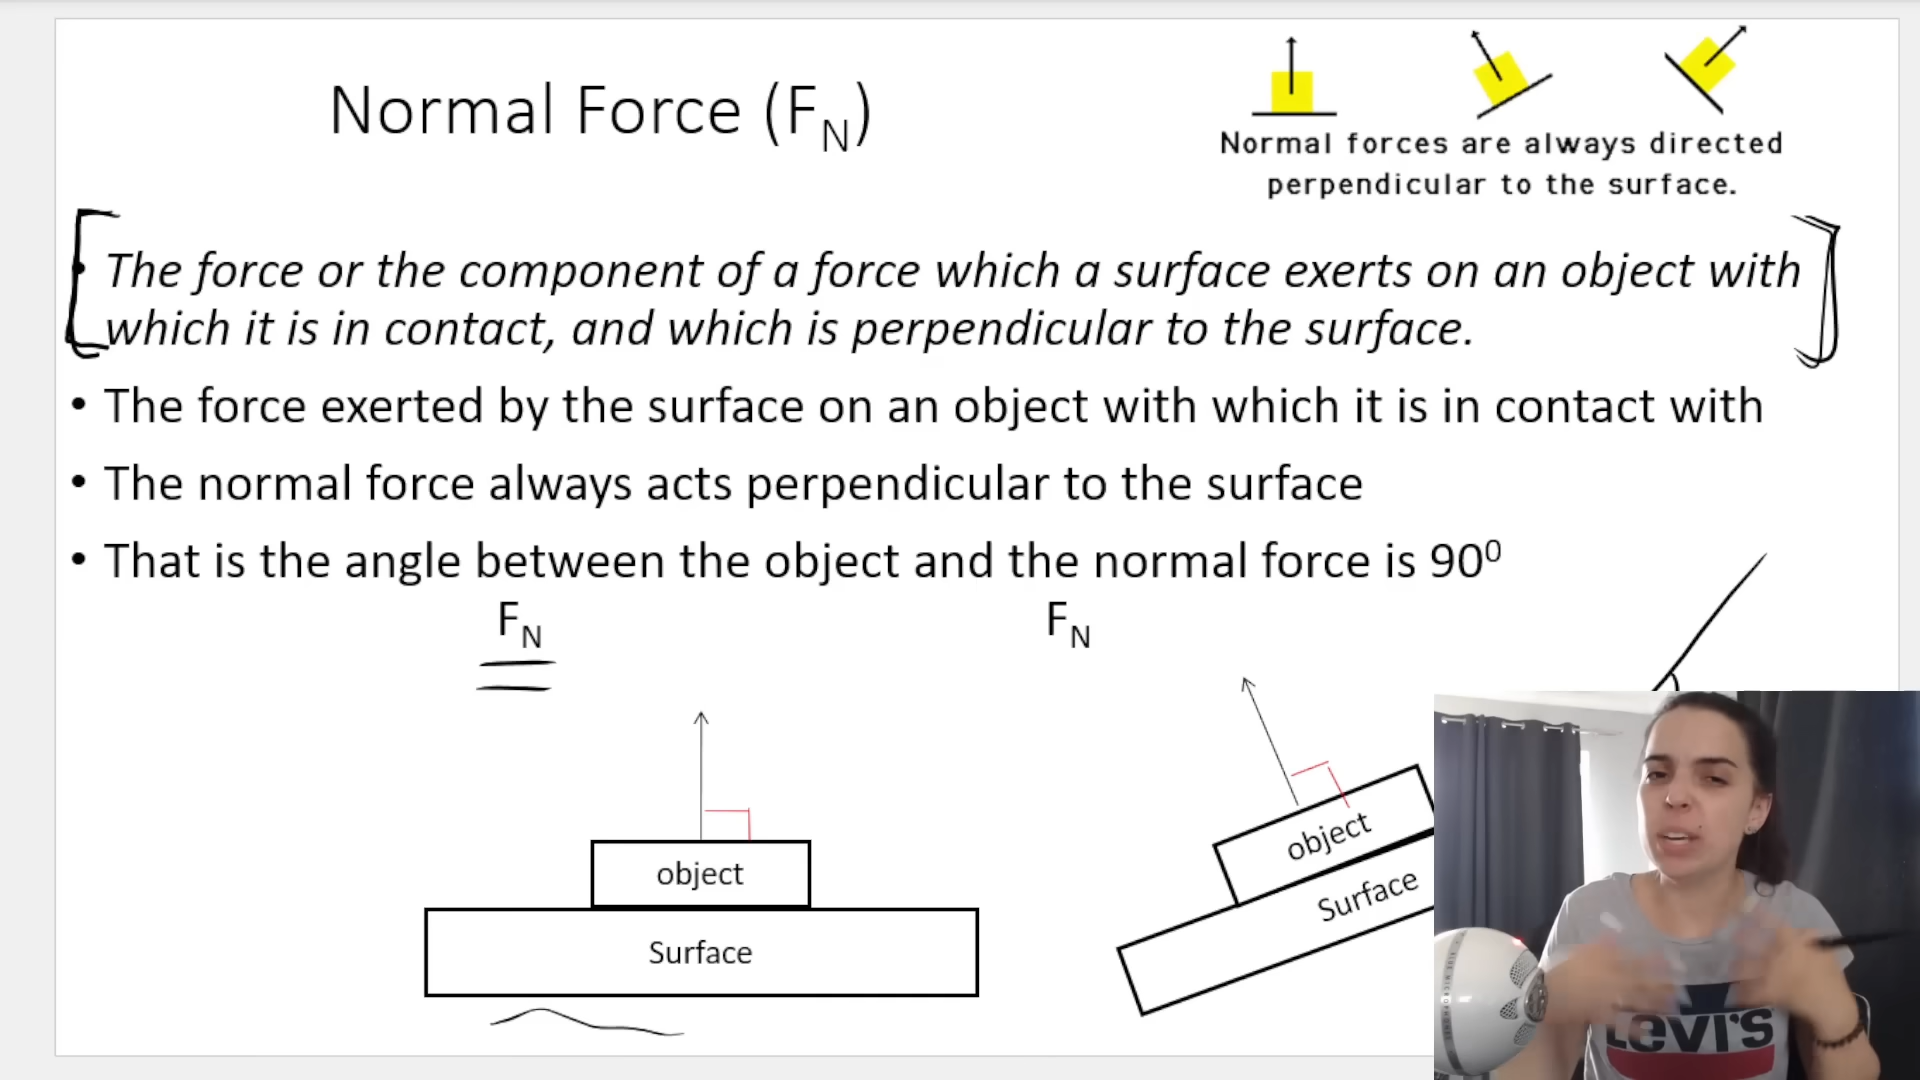 Normal Force (F_N)
Normal forces are always directed
perpendicular to the surface.
• The force or the component of a force which a surface exerts on an object with
which it is in contact, and which is perpendicular to the surface.
• The force exerted by the surface on an object with which it is in contact with
• The normal force always acts perpendicular to the surface
• That is the angle between the object and the normal force is 90⁰
F_N
F_N
object
Surface
object
Surface
LEVI'S